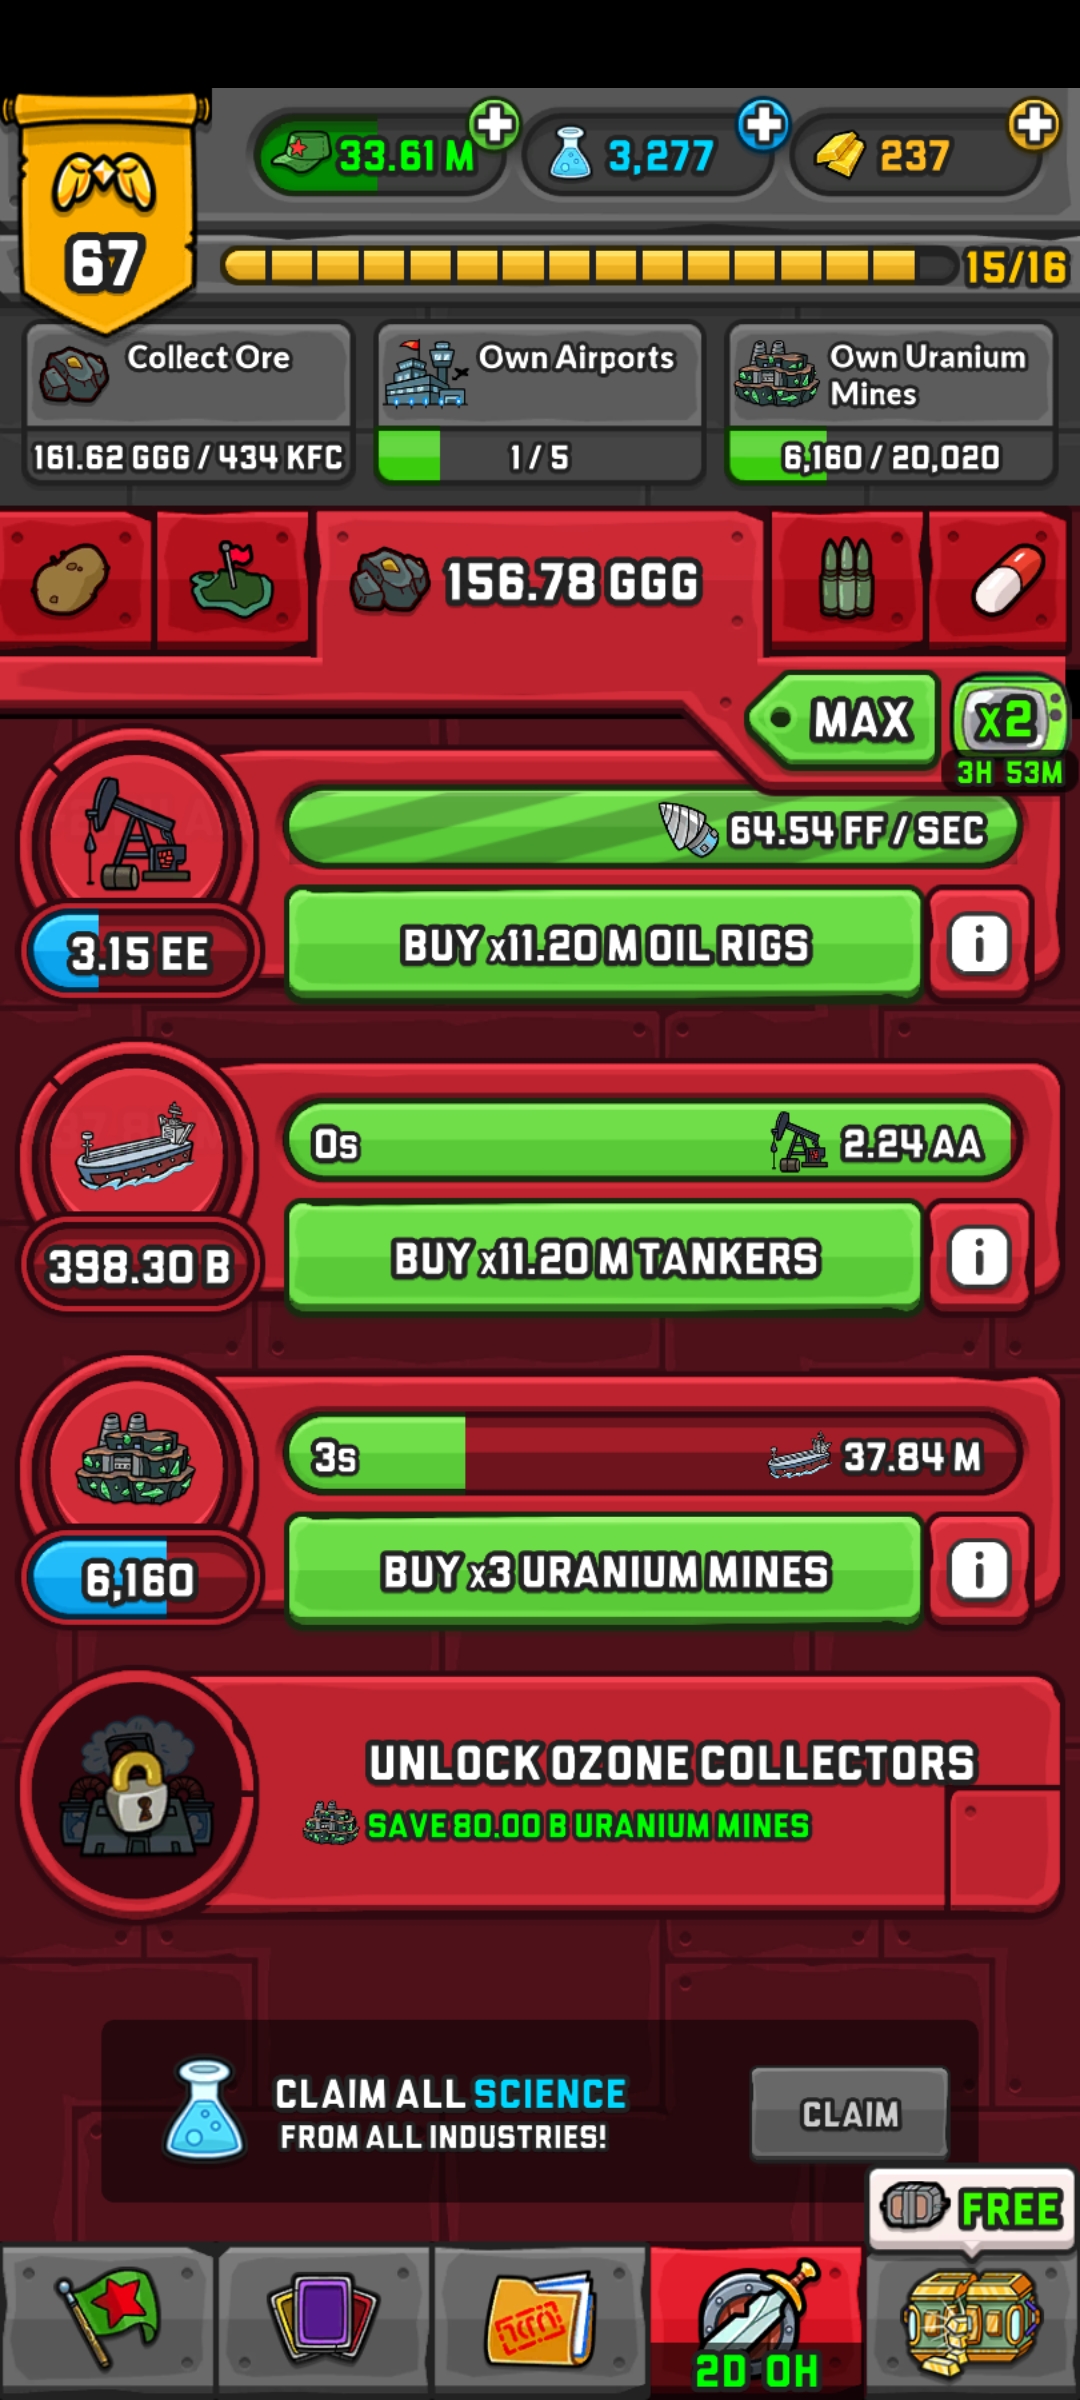 33.61 M
3,277
237
67
15/16
Collect Ore
161.62 GGG / 434 KFC
Own Airports
1 / 5
Own Uranium
Mines
6,160 / 20,020
156.78 GGG
MAX
x2
3H 53M
64.54 FF / SEC
3.15 EE
BUY x11.20 M OIL RIGS
i
0s
2.24 AA
398.30 B
BUY x11.20 M TANKERS
i
3s
37.84 M
6,160
BUY x3 URANIUM MINES
i
UNLOCK OZONE COLLECTORS
SAVE 80.00 B URANIUM MINES
CLAIM ALL SCIENCE
FROM ALL INDUSTRIES!
CLAIM
FREE
2D 0H